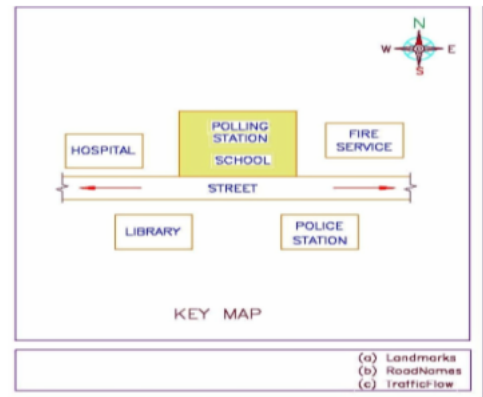 N
W E
S
POLLING
STATION
SCHOOL
HOSPITAL
FIRE
SERVICE
STREET
LIBRARY
POLICE
STATION
KEY MAP
(a) Landmarks
(b) RoadNames
(c) TrafficFlow